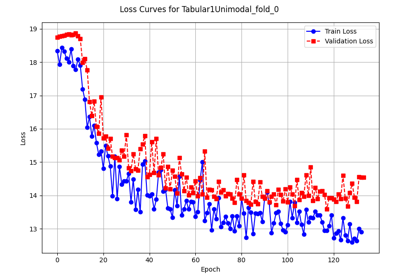 Loss Curves for Tabular1Unimodal_fold_0
Train Loss
Validation Loss
19
18
17
16
15
14
13
Loss
0
20
40
60
80
100
120
Epoch